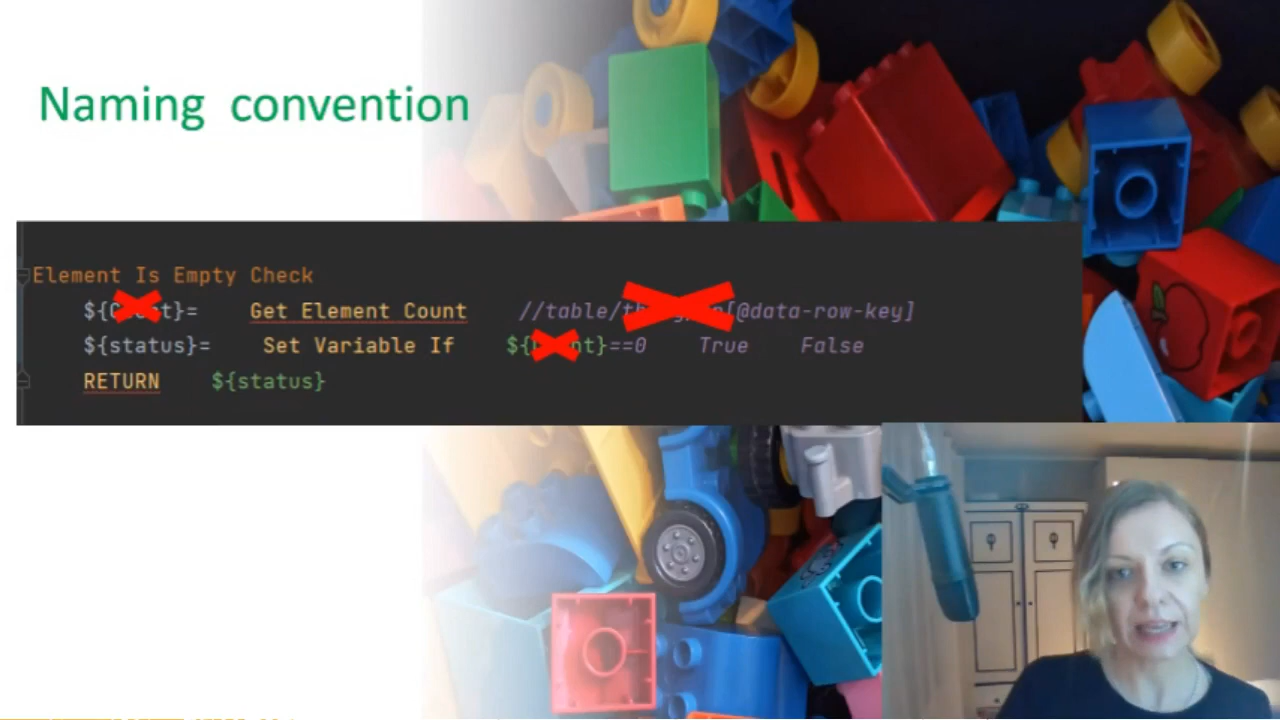 Naming convention
Element Is Empty Check
= Get Element Count [@data-row-key]
${status}= Set Variable If ==0 True False
RETURN ${status}